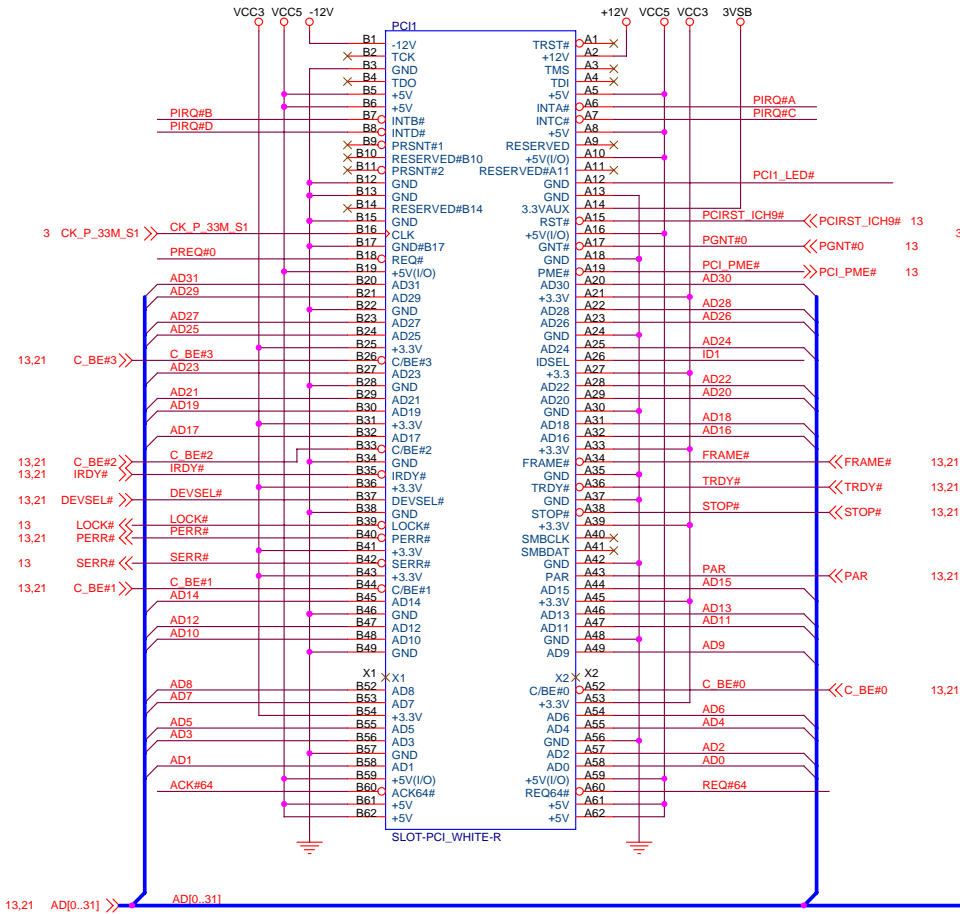 VCC3 VCC5 -12V +12V VCC5 VCC3 3VSB
PCI1
B1 -12V TRST# A1
B2 TCK +12V A2
B3 GND TMS A3
B4 TDO TDI A4
B5 +5V +5V A5
B6 +5V INTA# A6 PIRQ#A
PIRQ#B B7 INTB# INTC# A7 PIRQ#C
PIRQ#D B8 INTD# +5V A8
B9 PRSNT#1 RESERVED A9
B10 RESERVED#B10 +5V(I/O) A10
B11 PRSNT#2 RESERVED#A11 A11
B12 GND GND A12 PCI1_LED#
B13 GND GND A13
B14 RESERVED#B14 3.3VAUX A14
B15 GND RST# A15 PCIRST_ICH9# PCIRST_ICH9# 13
3 CK_P_33M_S1 CK_P_33M_S1 B16 CLK +5V(I/O) A16 3
B17 GND#B17 GNT# A17 PGNT#0 PGNT#0 13
PREQ#0 B18 REQ# GND A18
B19 +5V(I/O) PME# A19 PCI_PME# PCI_PME# 13
AD31 B20 AD31 AD30 A20 AD30
AD29 B21 AD29 +3.3V A21
B22 GND AD28 A22 AD28
AD27 B23 AD27 AD26 A23 AD26
AD25 B24 AD25 GND A24
B25 +3.3V AD24 A25 AD24
13,21 C_BE#3 C_BE#3 B26 C/BE#3 IDSEL A26 ID1
AD23 B27 AD23 +3.3 A27
B28 GND AD22 A28 AD22
AD21 B29 AD21 AD20 A29 AD20
AD19 B30 AD19 GND A30
B31 +3.3V AD18 A31 AD18
AD17 B32 AD17 AD16 A32 AD16
B33 C/BE#2 +3.3V A33
13,21 C_BE#2 C_BE#2 B34 GND FRAME# A34 FRAME# FRAME# 13,21
13,21 IRDY# IRDY# B35 IRDY# GND A35
B36 +3.3V TRDY# A36 TRDY# TRDY# 13,21
13,21 DEVSEL# DEVSEL# B37 DEVSEL# GND A37
B38 GND STOP# A38 STOP# STOP# 13,21
13 LOCK# LOCK# B39 LOCK# +3.3V A39
13,21 PERR# PERR# B40 PERR# SMBCLK A40
B41 +3.3V SMBDAT A41
13 SERR# SERR# B42 SERR# GND A42
B43 +3.3V PAR A43 PAR PAR 13,21
13,21 C_BE#1 C_BE#1 B44 C/BE#1 AD15 A44 AD15
AD14 B45 AD14 +3.3V A45
B46 GND AD13 A46 AD13
AD12 B47 AD12 AD11 A47 AD11
AD10 B48 AD10 GND A48
B49 GND AD9 A49 AD9
X1 X1 X2 X2
AD8 B52 AD8 C/BE#0 A52 C_BE#0 C_BE#0 13,21
AD7 B53 AD7 +3.3V A53
B54 +3.3V AD6 A54 AD6
AD5 B55 AD5 AD4 A55 AD4
AD3 B56 AD3 GND A56
B57 GND AD2 A57 AD2
AD1 B58 AD1 AD0 A58 AD0
B59 +5V(I/O) +5V(I/O) A59
ACK#64 B60 ACK64# REQ64# A60 REQ#64
B61 +5V +5V A61
B62 +5V +5V A62
SLOT-PCI_WHITE-R
13,21 AD[0..31] AD[0..31]